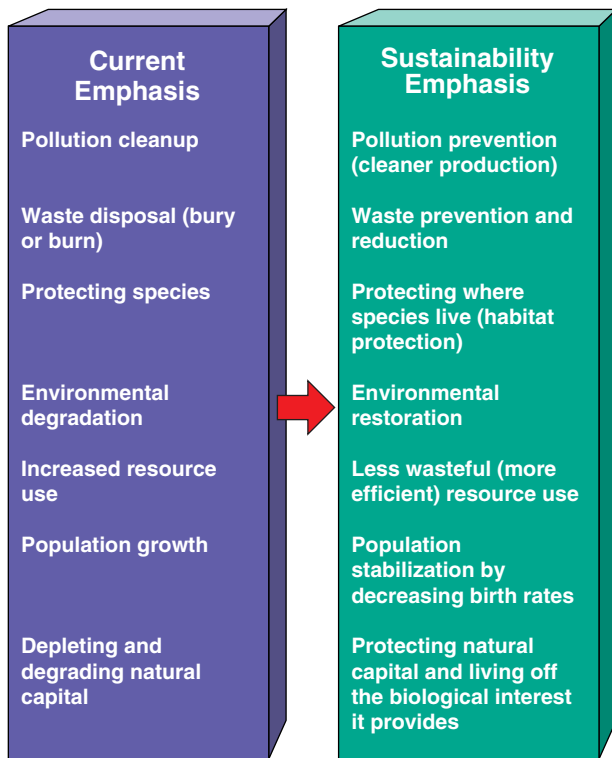 Current
Emphasis
Pollution cleanup
Waste disposal (bury
or burn)
Protecting species
Environmental
degradation
Increased resource
use
Population growth
Depleting and
degrading natural
capital
Sustainability
Emphasis
Pollution prevention
(cleaner production)
Waste prevention and
reduction
Protecting where
species live (habitat
protection)
Environmental
restoration
Less wasteful (more
efficient) resource use
Population
stabilization by
decreasing birth rates
Protecting natural
capital and living off
the biological interest
it provides